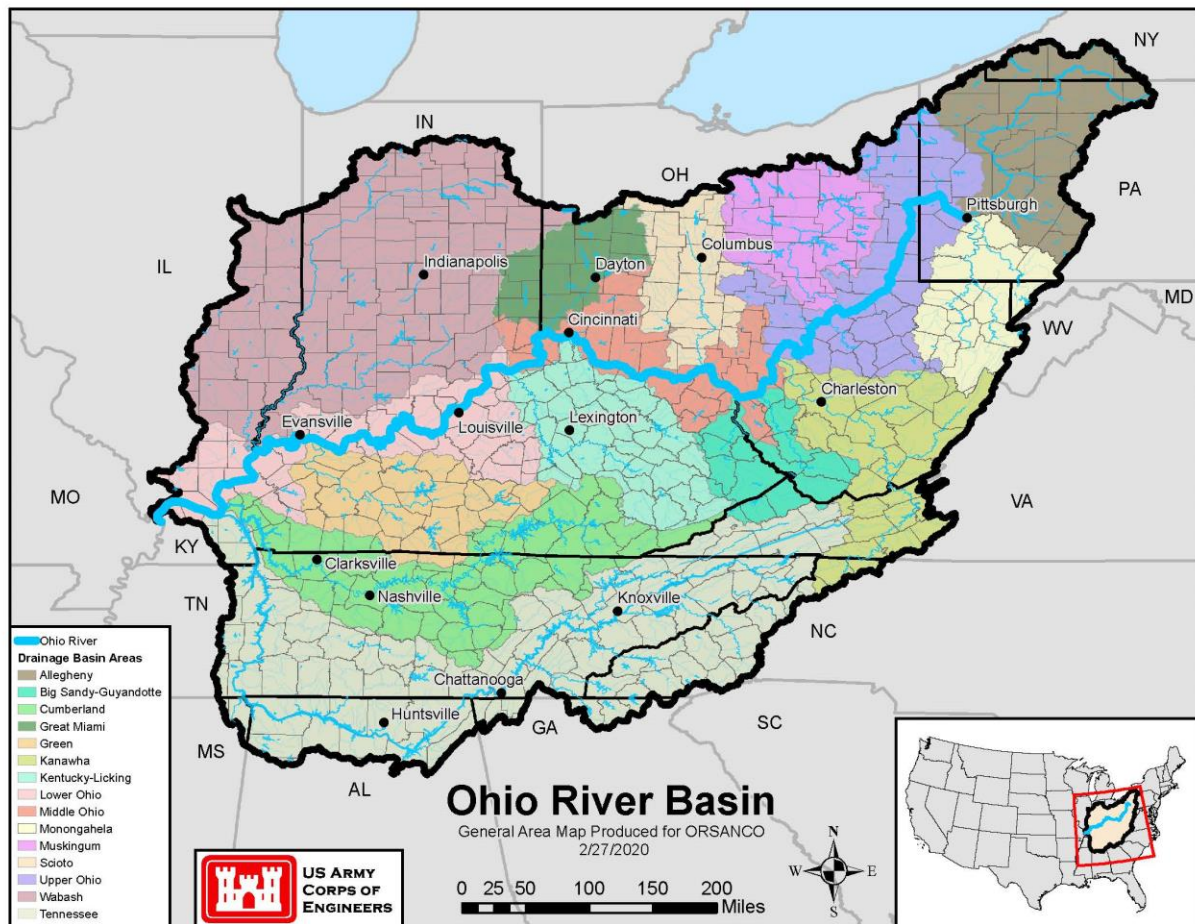 NY
IN
OH
PA
Pittsburgh
IL
Columbus
Indianapolis
Dayton
MD
Cincinnati
WV
Charleston
Evansville
Louisville
Lexington
MO
VA
KY
Clarksville
TN
Nashville
Knoxville
NC
Chattanooga
Huntsville
GA
SC
MS
AL
Ohio River
Drainage Basin Areas
Allegheny
Big Sandy-Guyandotte
Cumberland
Great Miami
Green
Kanawha
Kentucky-Licking
Lower Ohio
Middle Ohio
Monongahela
Muskingum
Scioto
Upper Ohio
Wabash
Tennessee
Ohio River Basin
General Area Map Produced for ORSANCO
2/27/2020
US ARMY
CORPS OF
ENGINEERS
0 25 50 100 150 200
Miles
N
W E
S